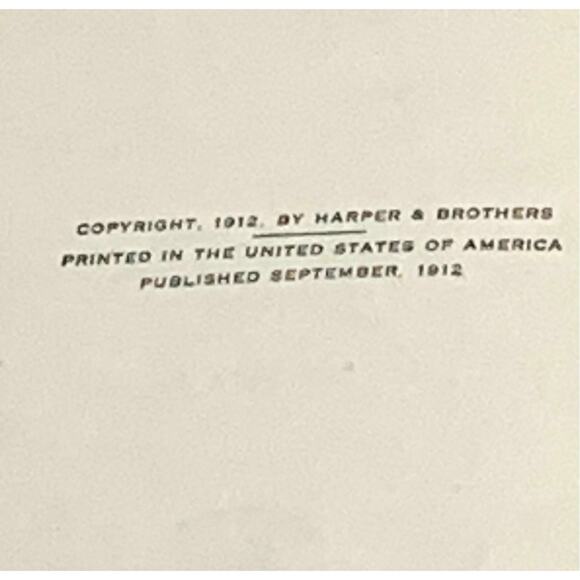 COPYRIGHT, 1912, BY HARPER & BROTHERS
PRINTED IN THE UNITED STATES OF AMERICA
PUBLISHED SEPTEMBER, 1912